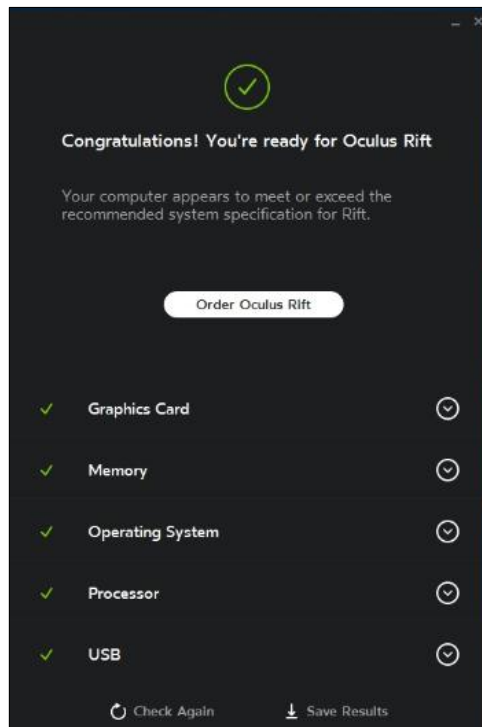 Congratulations! You're ready for Oculus Rift
Your computer appears to meet or exceed the
recommended system specification for Rift.
Order Oculus Rift
Graphics Card
Memory
Operating System
Processor
USB
Check Again
Save Results